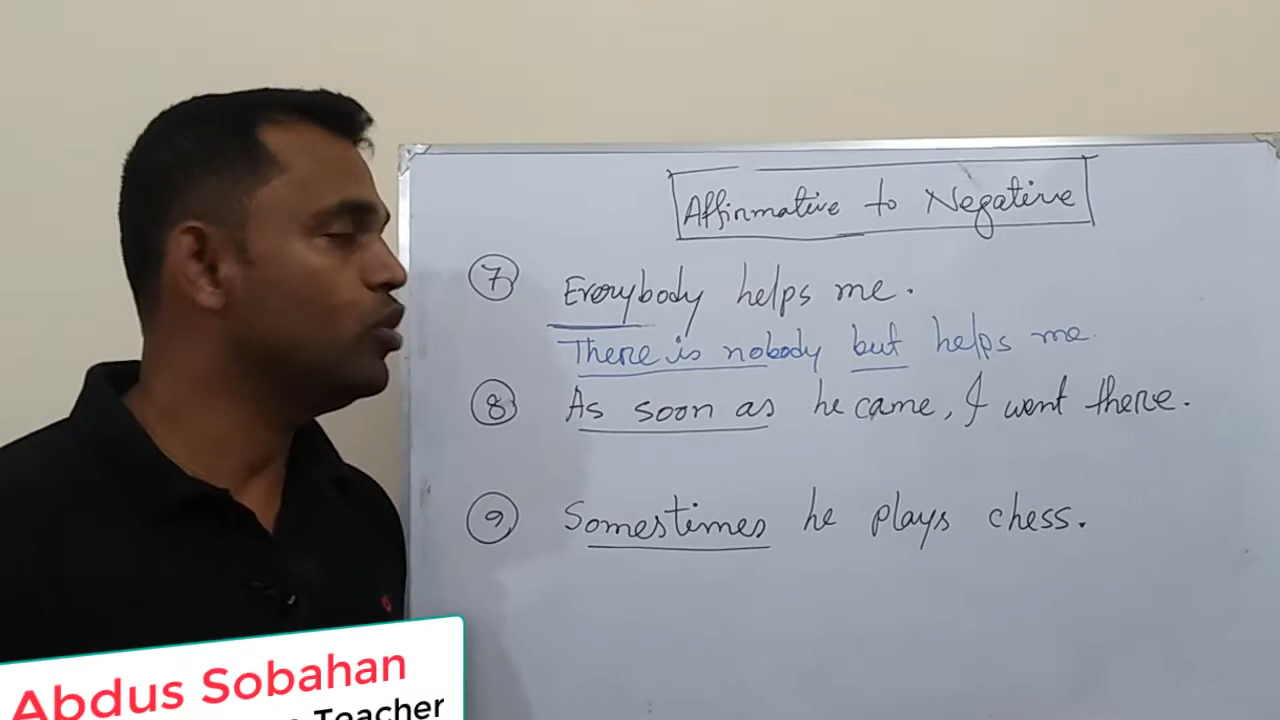 Affirmative to Negative
7 Everybody helps me.
There is nobody but helps me.
8 As soon as he came, I went there.
9 Somestimes he plays chess.
Abdus Sobahan
Teacher